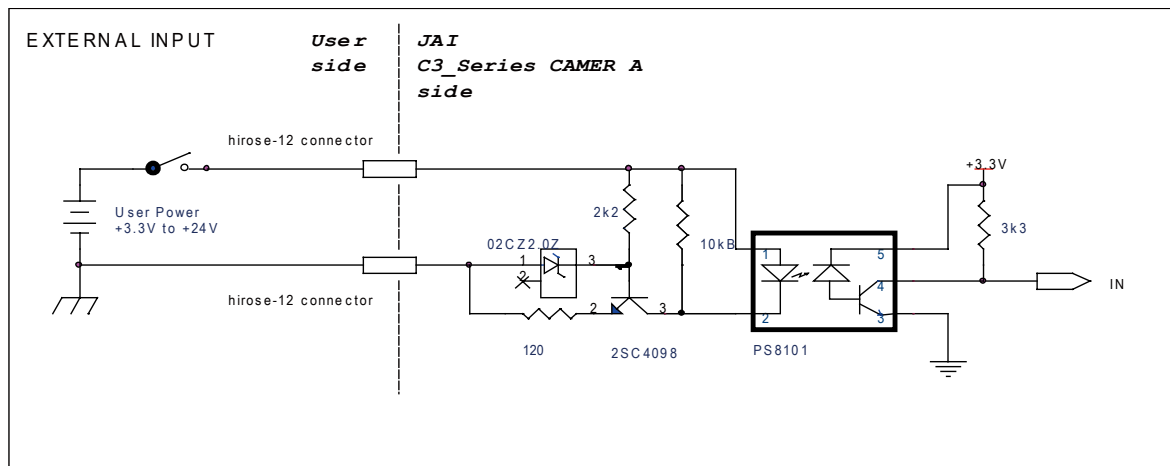 EXTERNAL INPUT
User side
JAI
C3_Series CAMER A
side
hirose-12 connector
+3.3V
User Power
+3.3V to +24V
2k2
10kB
3k3
02CZ2.0Z
1
2
3
1
5
4
IN
hirose-12 connector
2
3
2
3
120
2SC4098
PS8101